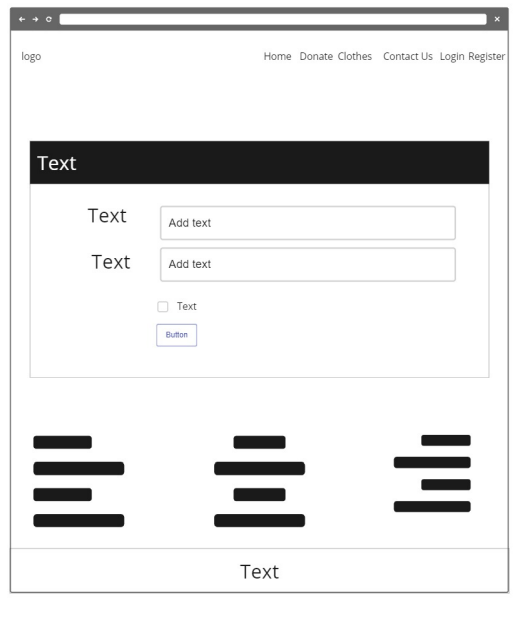 logo Home Donate Clothes Contact Us Login Register
Text
Text Add text
Text Add text
Text
Button
Text